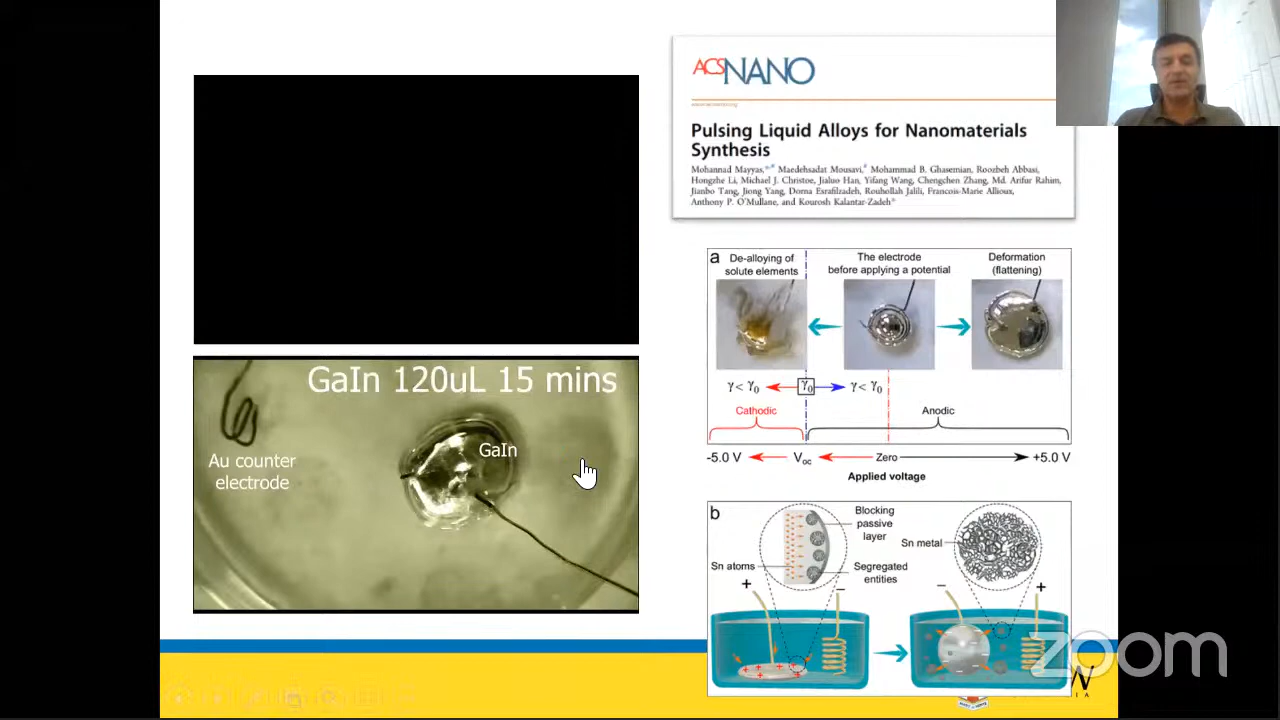 ACS NANO
Pulsing Liquid Alloys for Nanomaterials
Synthesis
Mohannad Mayyas,*,# Maedehsadat Mousavi,# Mohammad B. Ghasemian, Roozbeh Abbasi,
Hongzhe Li, Michael J. Christoe, Jialuo Han, Yifang Wang, Chengchen Zhang, Md. Arifur Rahim,
Jianbo Tang, Jiong Yang, Dorna Esrafilzadeh, Rouhollah Jalili, Francois-Marie Allioux,
Anthony P. O'Mullane, and Kourosh Kalantar-Zadeh*
GaIn 120uL 15 mins
GaIn
Au counter
electrode
a
De-alloying of
solute elements
The electrode
before applying a potential
Deformation
(flattening)
γ < γ0
γ0
γ < γ0
Cathodic
Anodic
-5.0 V
Voc
Zero
+5.0 V
Applied voltage
b
Blocking
passive
layer
Sn metal
Sn atoms
Segregated
entities
+
−
−
+
zoom